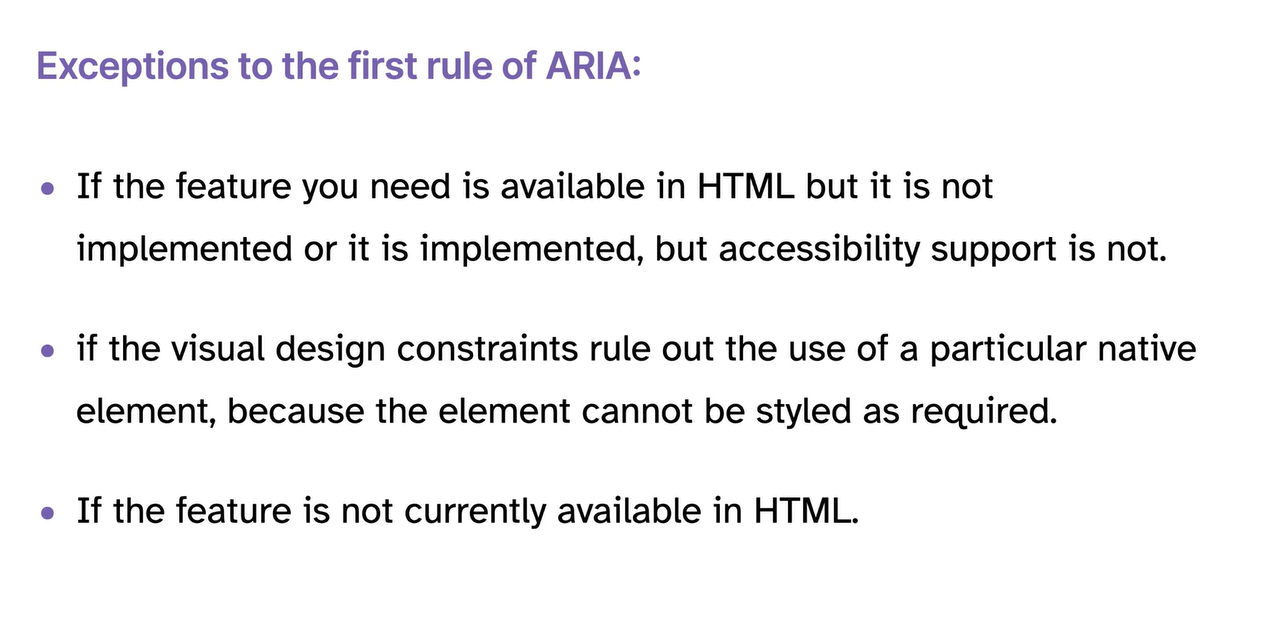 Exceptions to the first rule of ARIA:
• If the feature you need is available in HTML but it is not
implemented or it is implemented, but accessibility support is not.
• if the visual design constraints rule out the use of a particular native
element, because the element cannot be styled as required.
• If the feature is not currently available in HTML.